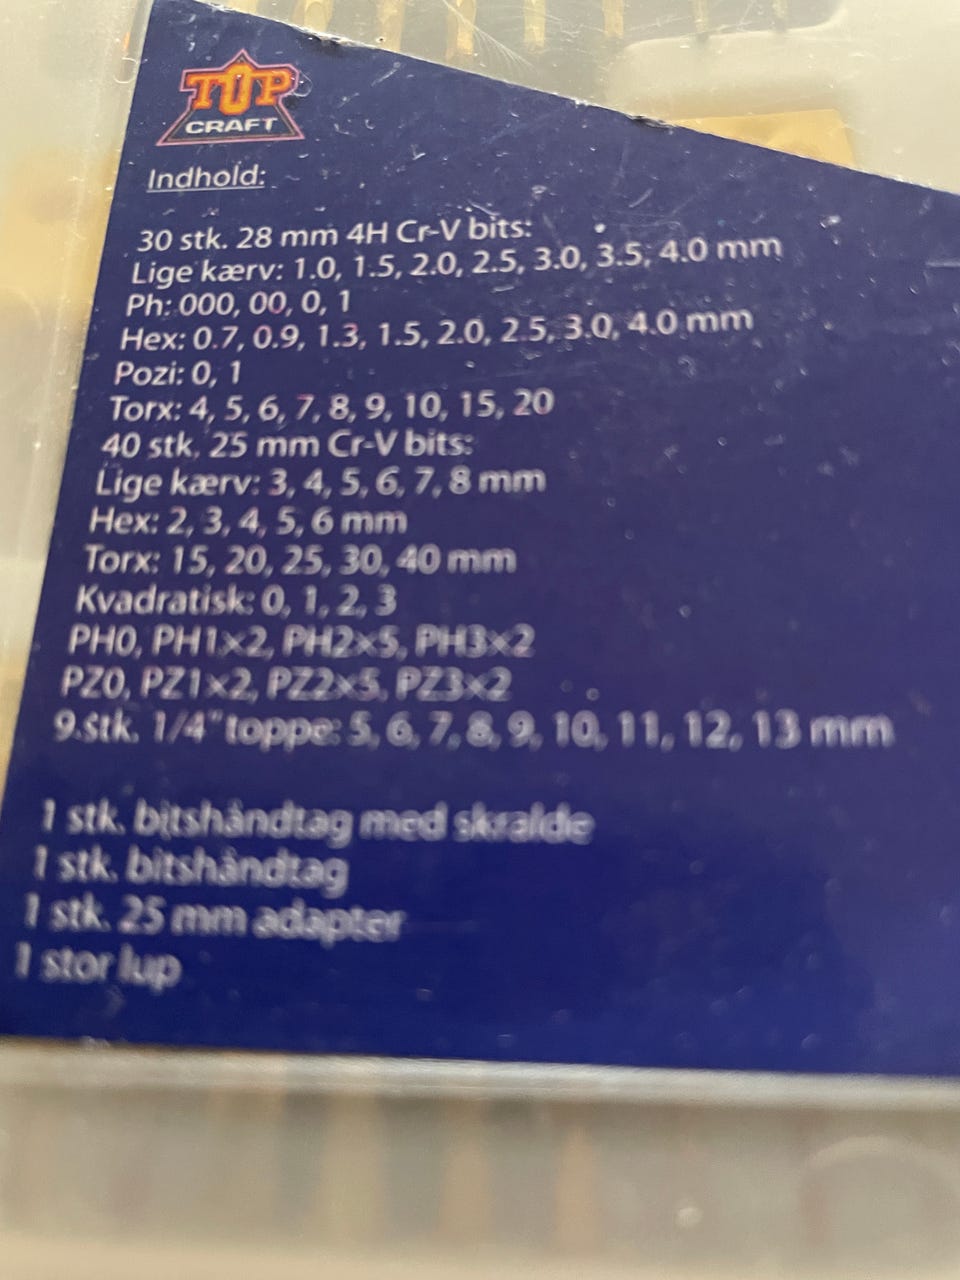 TOP
CRAFT
Indhold:
30 stk. 28 mm 4H Cr-V bits:
Lige kærv: 1.0, 1.5, 2.0, 2.5, 3.0, 3.5, 4.0 mm
Ph: 000, 00, 0, 1
Hex: 0.7, 0.9, 1.3, 1.5, 2.0, 2.5, 3.0, 4.0 mm
Pozi: 0, 1
Torx: 4, 5, 6, 7, 8, 9, 10, 15, 20
40 stk. 25 mm Cr-V bits:
Lige kærv: 3, 4, 5, 6, 7, 8 mm
Hex: 2, 3, 4, 5, 6 mm
Torx: 15, 20, 25, 30, 40 mm
Kvadratisk: 0, 1, 2, 3
PH0, PH1×2, PH2×5, PH3×2
PZ0, PZ1×2, PZ2×5, PZ3×2
9.stk. 1/4" toppe: 5, 6, 7, 8, 9, 10, 11, 12, 13 mm
1 stk. bitshåndtag med skralde
1 stk. bitshåndtag
1 stk. 25 mm adapter
1 stor lup